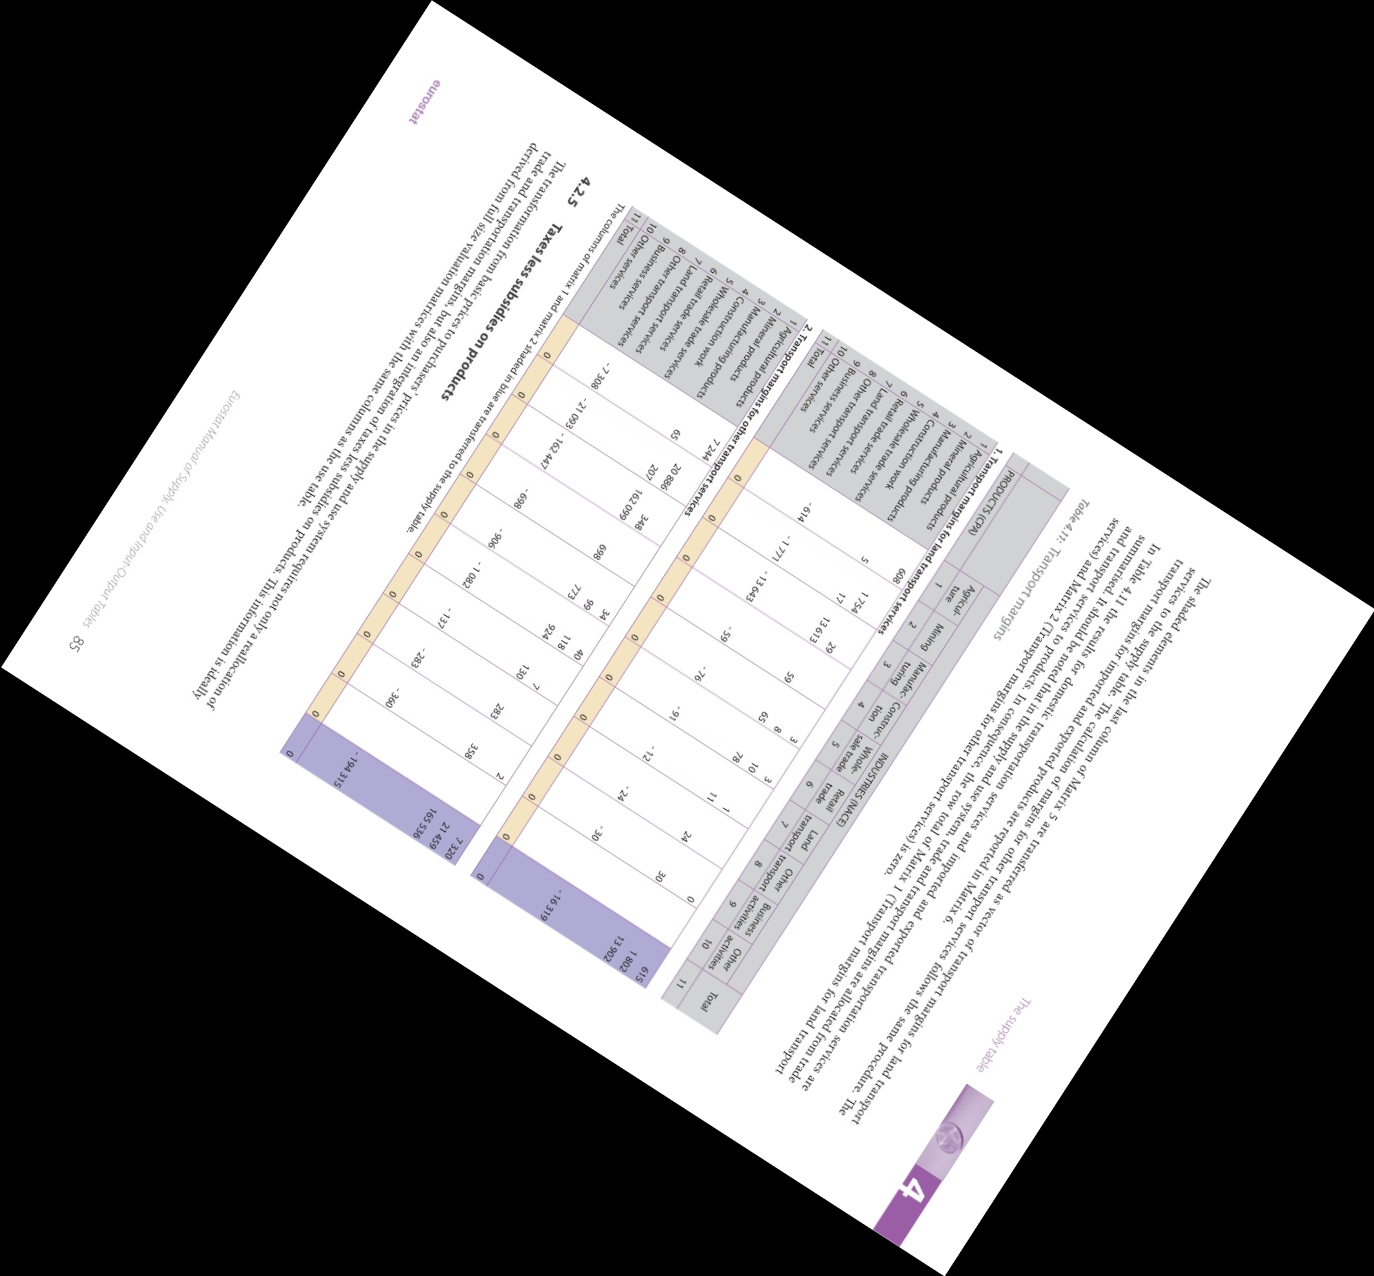 The supply table
4
The shaded elements in the last column of Matrix 5 are transferred as vector of transport margins for land transport
services to the supply table. The calculation of margins for other transport services follows the same procedure. The
transport margins for imported and exported products are reported in Matrix 6.
In Table 4.11 the results for domestic transportation services and imported and exported transportation services are
summarised. It should be noted that in the supply and use system, trade and transport margins are allocated from trade
and transport services to products. In consequence, the row total of Matrix 1 (Transport margins for land transport
services) and Matrix 2 (Transport margins for other transport services) is zero.
Table 4.11: Transport margins
INDUSTRIES (NACE)
PRODUCTS (CPA) Agricul-ture Mining Manufac-turing Construc-tion Whole-sale trade Retail trade Land transport Other transport Business activities Other activities Total
1 2 3 4 5 6 7 8 9 10 11
1. Transport margins for land transport services
1 Agricultural products 608 3 3 0 615
2 Mineral products 1 754 29 8 10 1 1 802
3 Manufacturing products 5 17 13 613 59 65 78 11 24 30 13 902
4 Construction work
5 Wholesale trade services
6 Retail trade services
7 Land transport services - 614 - 1 771 - 13 643 - 59 - 76 - 91 - 12 - 24 - 30 - 16 319
8 Other transport services
9 Business services
10 Other services
11 Total 0 0 0 0 0 0 0 0 0 0 0
2. Transport margins for other transport services
1 Agricultural products 7 244 34 40 2 7 320
2 Mineral products 20 886 348 99 118 7 21 459
3 Manufacturing products 65 207 162 099 698 773 924 130 283 358 165 536
4 Construction work
5 Wholesale trade services
6 Retail trade services
7 Land transport services
8 Other transport services - 7 308 - 21 093 - 162 447 - 698 - 906 - 1 082 - 137 - 283 - 360 - 194 315
9 Business services
10 Other services
11 Total 0 0 0 0 0 0 0 0 0 0 0
The columns of matrix 1 and matrix 2 shaded in blue are transferred to the supply table.
4.2.5 Taxes less subsidies on products
The transformation from basic prices to purchasers' prices in the supply and use system requires not only a reallocation of
trade and transportation margins, but also an integration of taxes less subsidies on products. This information is ideally
derived from full size valuation matrices with the same columns as the use table.
eurostat
Eurostat Manual of Supply, Use and Input-Output Tables
85